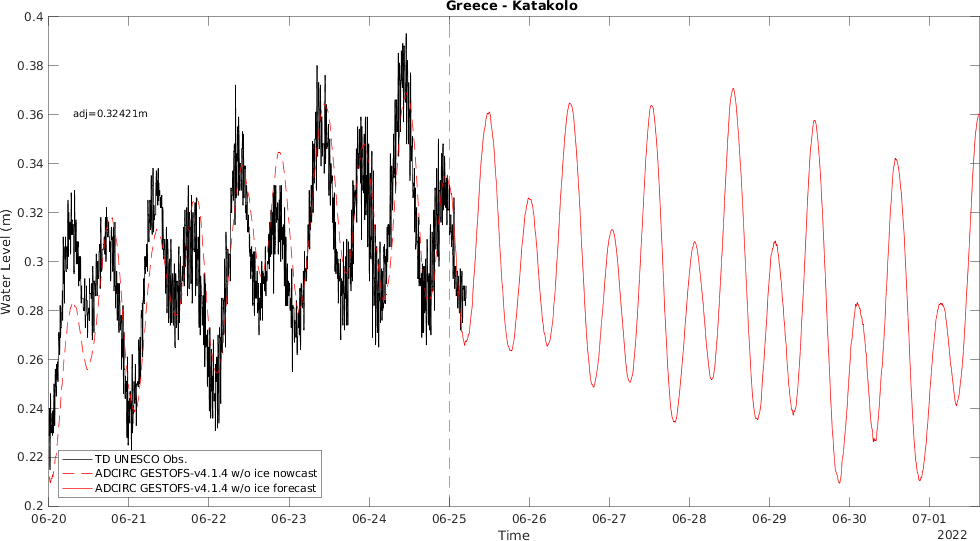 Greece - Katakolo
0.4
0.38
0.36
0.34
0.32
0.3
0.28
0.26
0.24
0.22
0.2
Water Level (m)
adj=0.32421m
TD UNESCO Obs.
ADCIRC GESTOFS-v4.1.4 w/o ice nowcast
ADCIRC GESTOFS-v4.1.4 w/o ice forecast
06-20 06-21 06-22 06-23 06-24 06-25 06-26 06-27 06-28 06-29 06-30 07-01
Time
2022